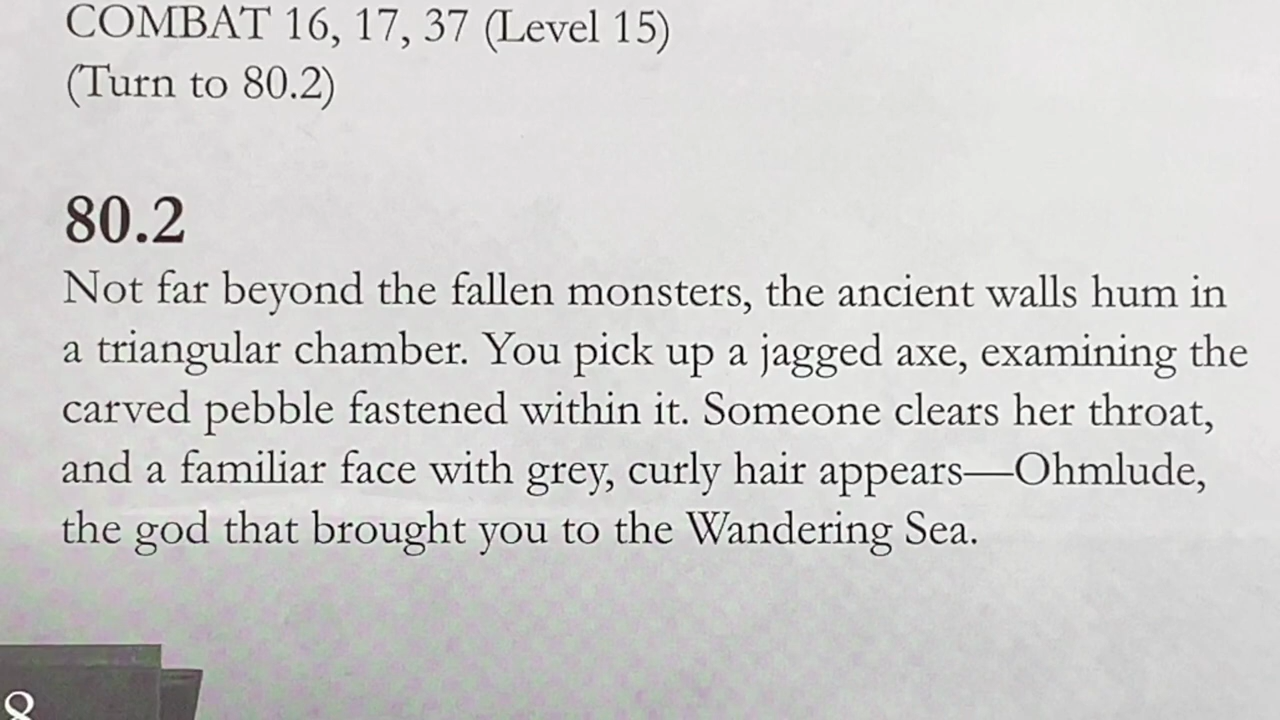 COMBAT 16, 17, 37 (Level 15)
(Turn to 80.2)
80.2
Not far beyond the fallen monsters, the ancient walls hum in
a triangular chamber. You pick up a jagged axe, examining the
carved pebble fastened within it. Someone clears her throat,
and a familiar face with grey, curly hair appears—Ohmlude,
the god that brought you to the Wandering Sea.
8